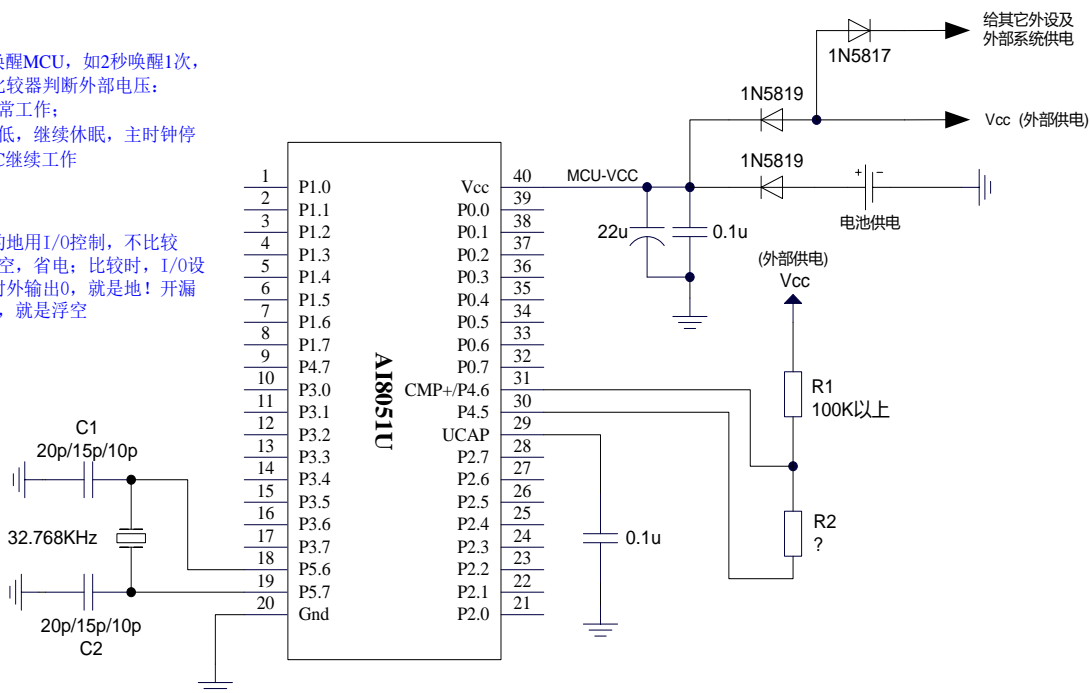 唤醒MCU，如2秒唤醒1次，
比较器判断外部电压：
常工作；
低，继续休眠，主时钟停
C继续工作
的地用I/O控制，不比较
空，省电；比较时，I/O设
对外输出0，就是地！开漏
，就是浮空
给其它外设及
外部系统供电
1N5817
1N5819
Vcc (外部供电)
1N5819
+
-
电池供电
MCU-VCC
22u
0.1u
(外部供电)
Vcc
R1
100K以上
R2
?
0.1u
AI8051U
1 P1.0
2 P1.1
3 P1.2
4 P1.3
5 P1.4
6 P1.5
7 P1.6
8 P1.7
9 P4.7
10 P3.0
11 P3.1
12 P3.2
13 P3.3
14 P3.4
15 P3.5
16 P3.6
17 P3.7
18 P5.6
19 P5.7
20 Gnd
Vcc 40
P0.0 39
P0.1 38
P0.2 37
P0.3 36
P0.4 35
P0.5 34
P0.6 33
P0.7 32
CMP+/P4.6 31
P4.5 30
UCAP 29
P2.7 28
P2.6 27
P2.5 26
P2.4 25
P2.3 24
P2.2 23
P2.1 22
P2.0 21
C1
20p/15p/10p
32.768KHz
20p/15p/10p
C2